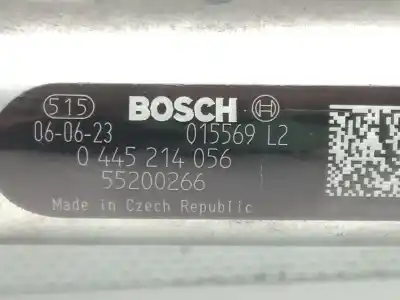 515 BOSCH
06-06-23 015569 L2
0 445 214 056
55200266
Made in Czech Republic